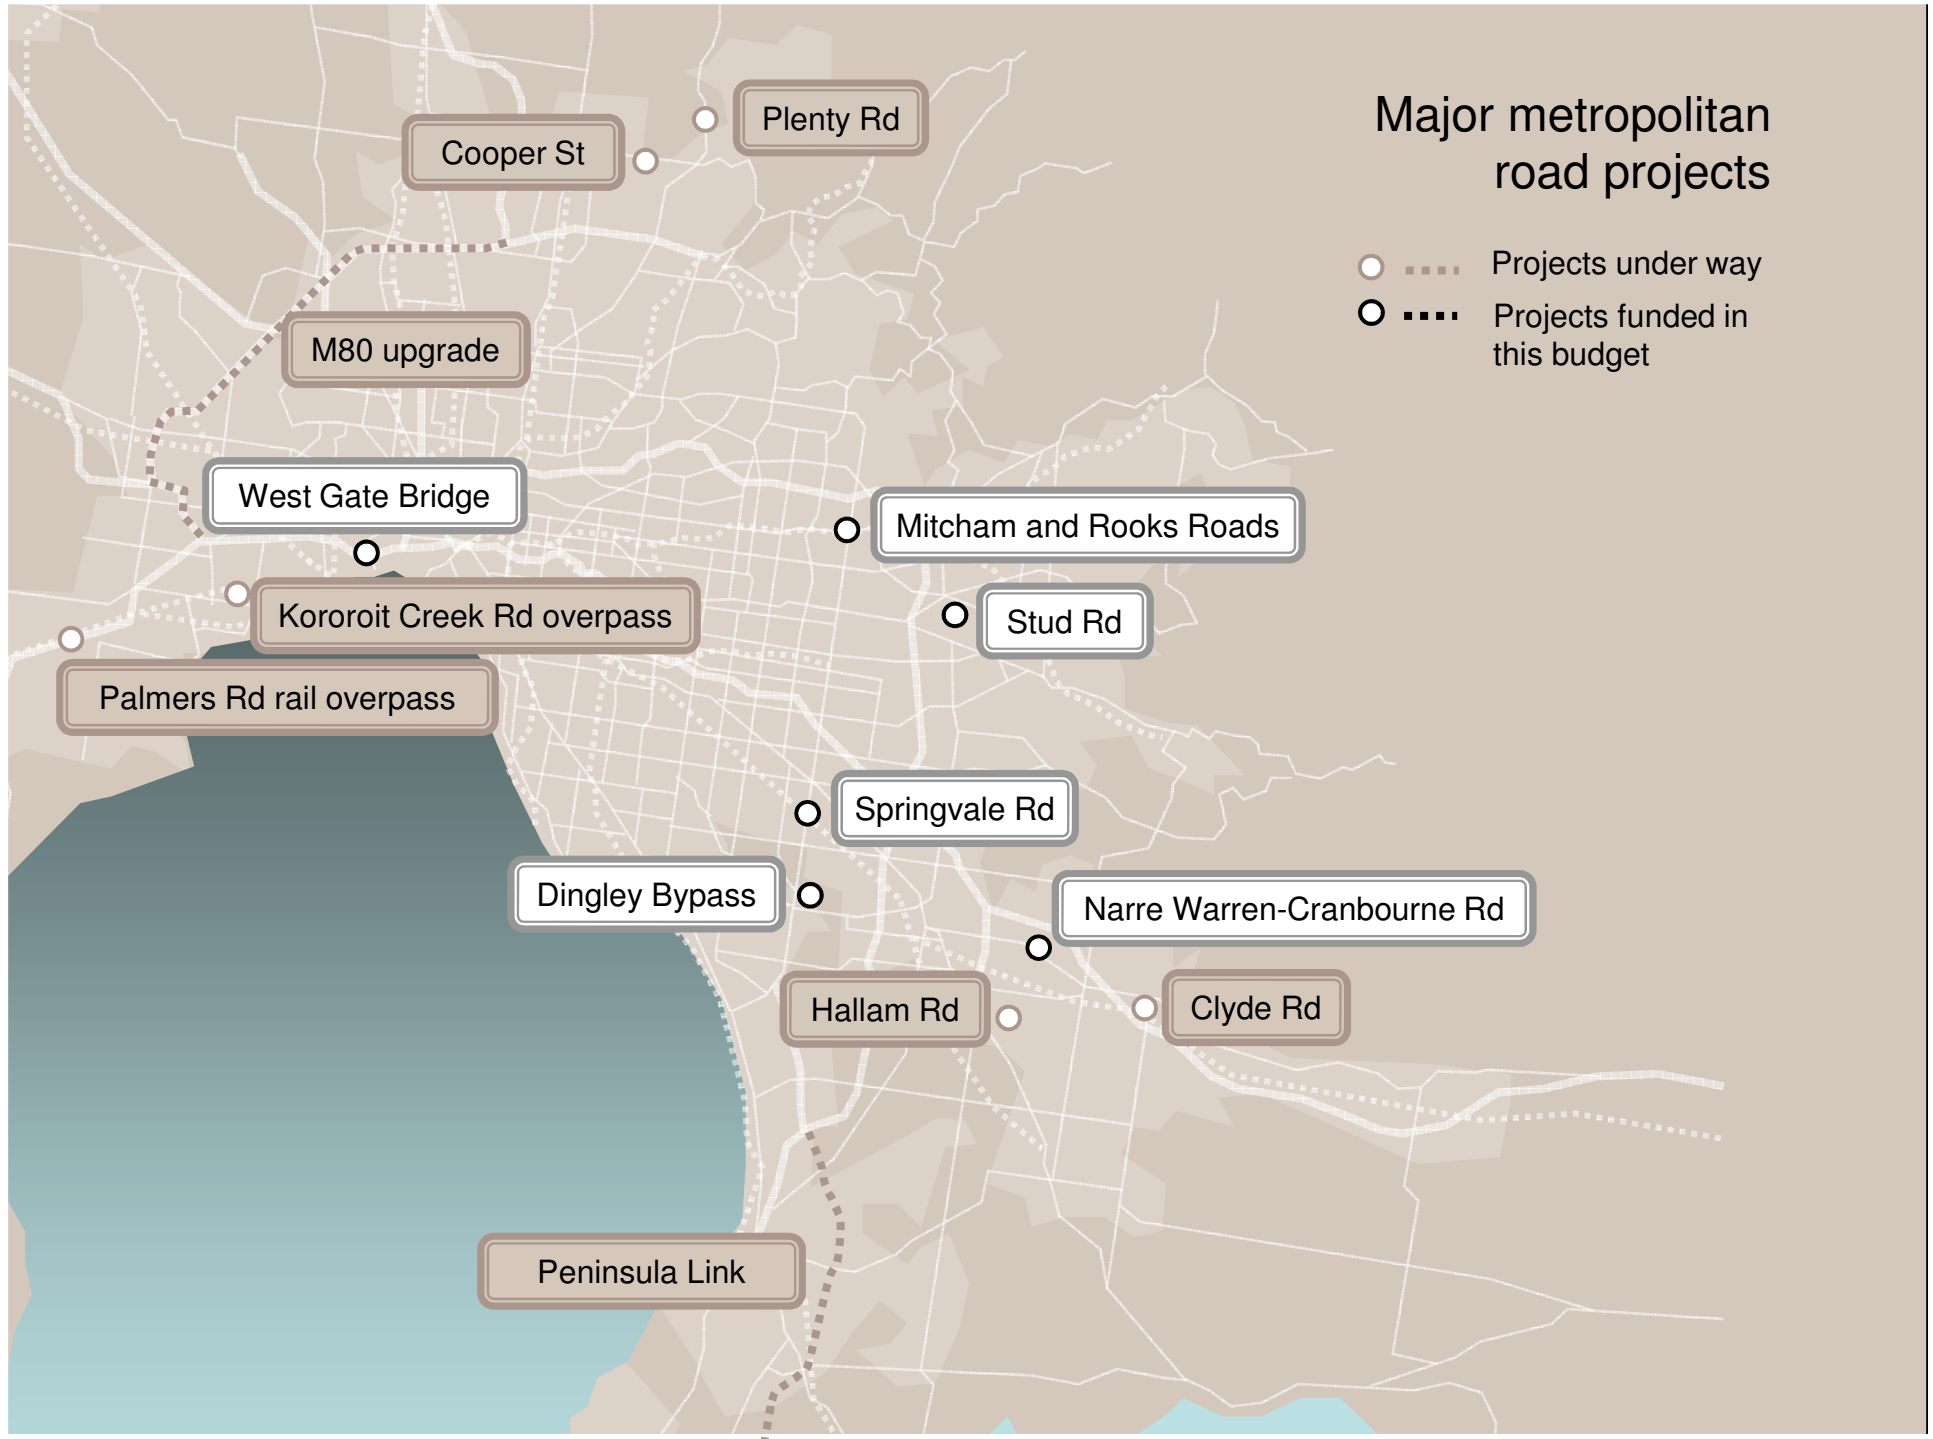 Major metropolitan
road projects
Projects under way
Projects funded in
this budget
Plenty Rd
Cooper St
M80 upgrade
West Gate Bridge
Mitcham and Rooks Roads
Kororoit Creek Rd overpass
Stud Rd
Palmers Rd rail overpass
Springvale Rd
Dingley Bypass
Narre Warren-Cranbourne Rd
Hallam Rd
Clyde Rd
Peninsula Link